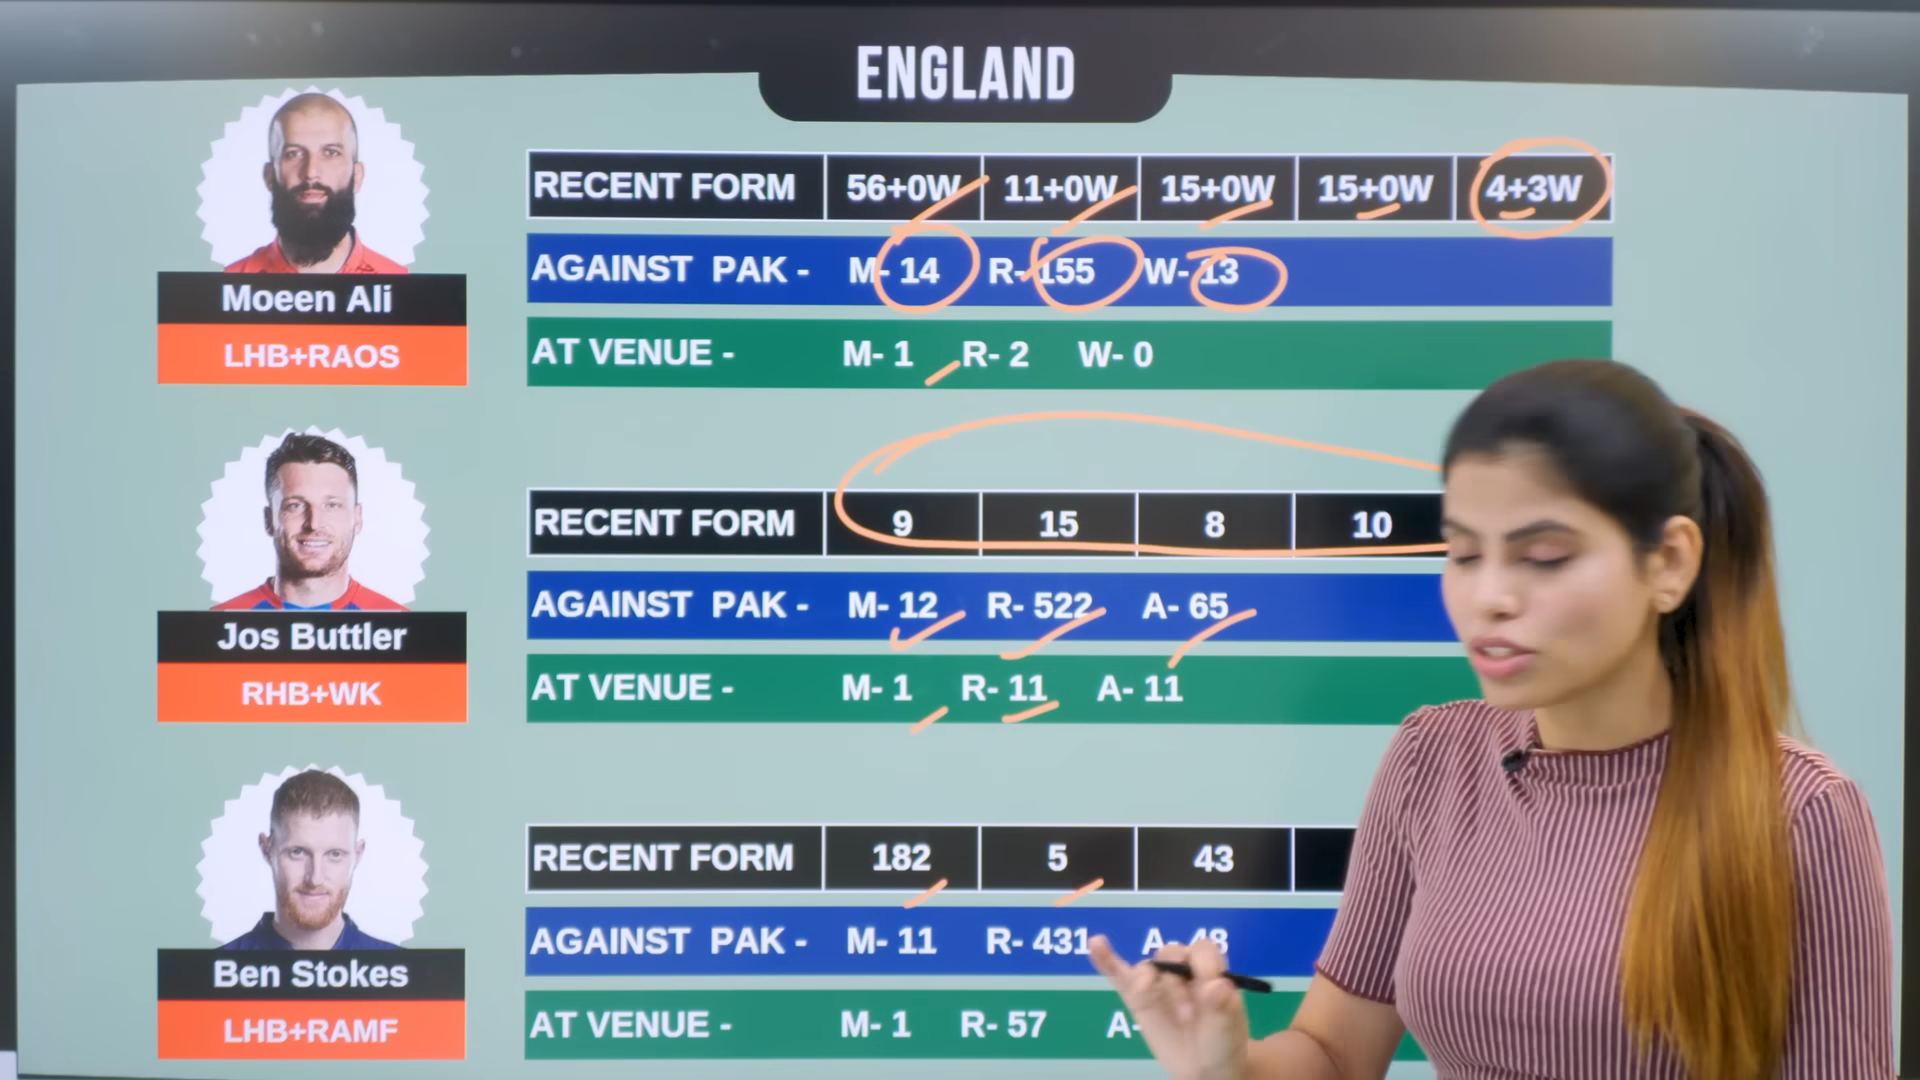 ENGLAND
RECENT FORM 56+0W 11+0W 15+0W 15+0W 4+3W
AGAINST PAK - M- 14 R- 155 W- 13
AT VENUE - M- 1 R- 2 W- 0
Moeen Ali
LHB+RAOS
RECENT FORM 9 15 8 10
AGAINST PAK - M- 12 R- 522 A- 65
AT VENUE - M- 1 R- 11 A- 11
Jos Buttler
RHB+WK
RECENT FORM 182 5 43
AGAINST PAK - M- 11 R- 431 A- 48
AT VENUE - M- 1 R- 57 A-
Ben Stokes
LHB+RAMF